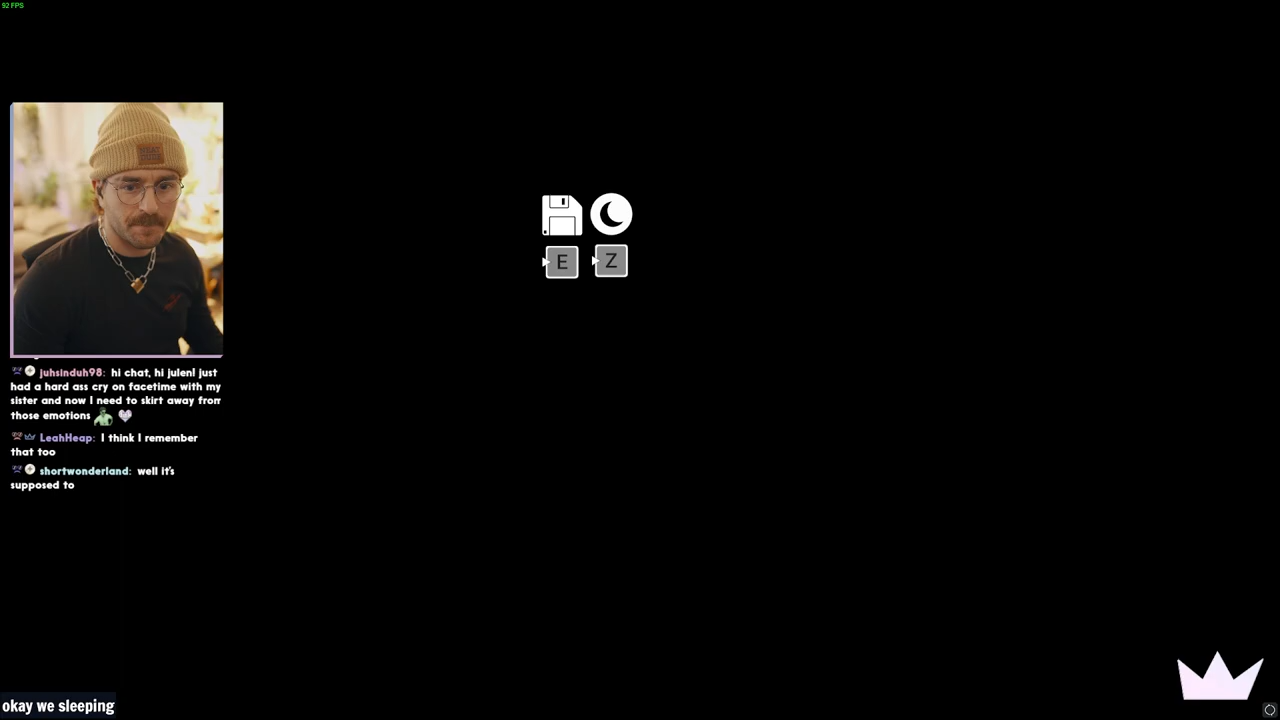 92 FPS
E Z
juhsinduh98: hi chat, hi julen! just
had a hard ass cry on facetime with my
sister and now I need to skirt away from
those emotions
LeahHeap: I think I remember
that too
shortwonderland: well it's
supposed to
okay we sleeping